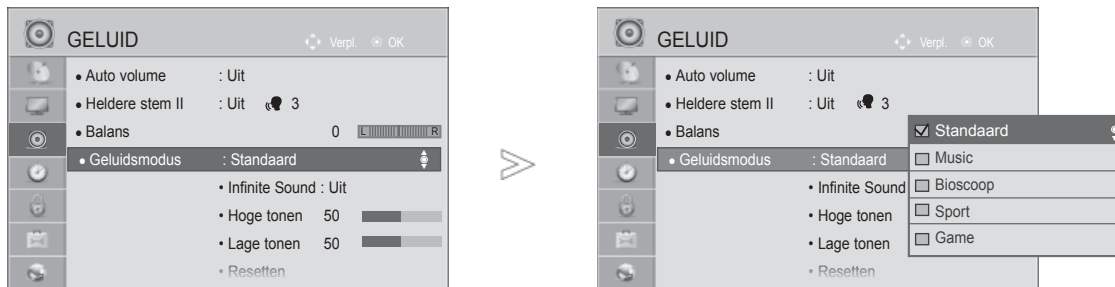 GELUID
Verpl. OK
• Auto volume : Uit
• Heldere stem II : Uit 3
• Balans 0 L R
• Geluidsmodus : Standaard
• Infinite Sound : Uit
• Hoge tonen 50
• Lage tonen 50
• Resetten
GELUID
Verpl. OK
• Auto volume : Uit
• Heldere stem II : Uit 3
• Balans
• Geluidsmodus : Standaard
• Infinite Sound
• Hoge tonen
• Lage tonen
• Resetten
Standaard
Music
Bioscoop
Sport
Game